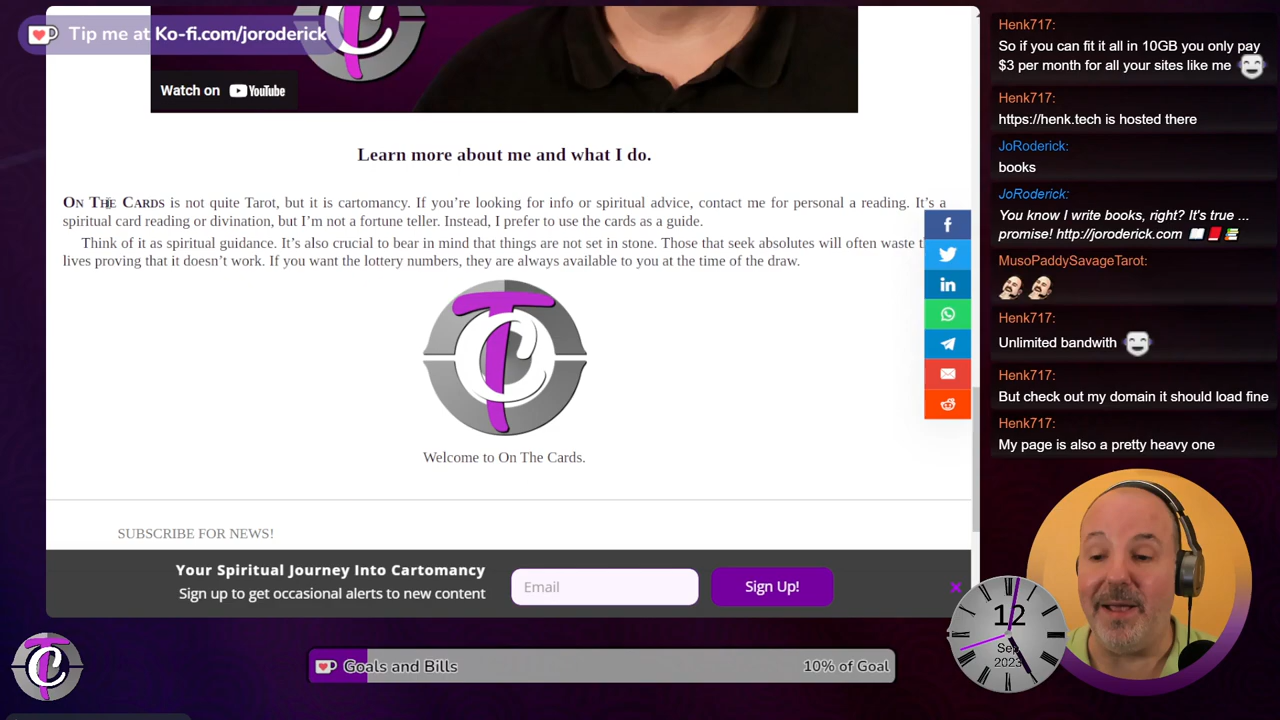 Tip me at Ko-fi.com/joroderick
Watch on YouTube
Learn more about me and what I do.
ON THE CARDS is not quite Tarot, but it is cartomancy. If you're looking for info or spiritual advice, contact me for personal a reading. It's a
spiritual card reading or divination, but I'm not a fortune teller. Instead, I prefer to use the cards as a guide.
Think of it as spiritual guidance. It's also crucial to bear in mind that things are not set in stone. Those that seek absolutes will often waste
lives proving that it doesn't work. If you want the lottery numbers, they are always available to you at the time of the draw.
TC
Welcome to On The Cards.
SUBSCRIBE FOR NEWS!
Your Spiritual Journey Into Cartomancy
Sign up to get occasional alerts to new content
Email
Sign Up!
TC
Goals and Bills
10% of Goal
Henk717:
So if you can fit it all in 10GB you only pay
$3 per month for all your sites like me
Henk717:
https://henk.tech is hosted there
JoRoderick:
books
JoRoderick:
You know I write books, right? It's true ...
promise! http://joroderick.com
MusoPaddySavageTarot:
Henk717:
Unlimited bandwith
Henk717:
But check out my domain it should load fine
Henk717:
My page is also a pretty heavy one
12
Sep
2023